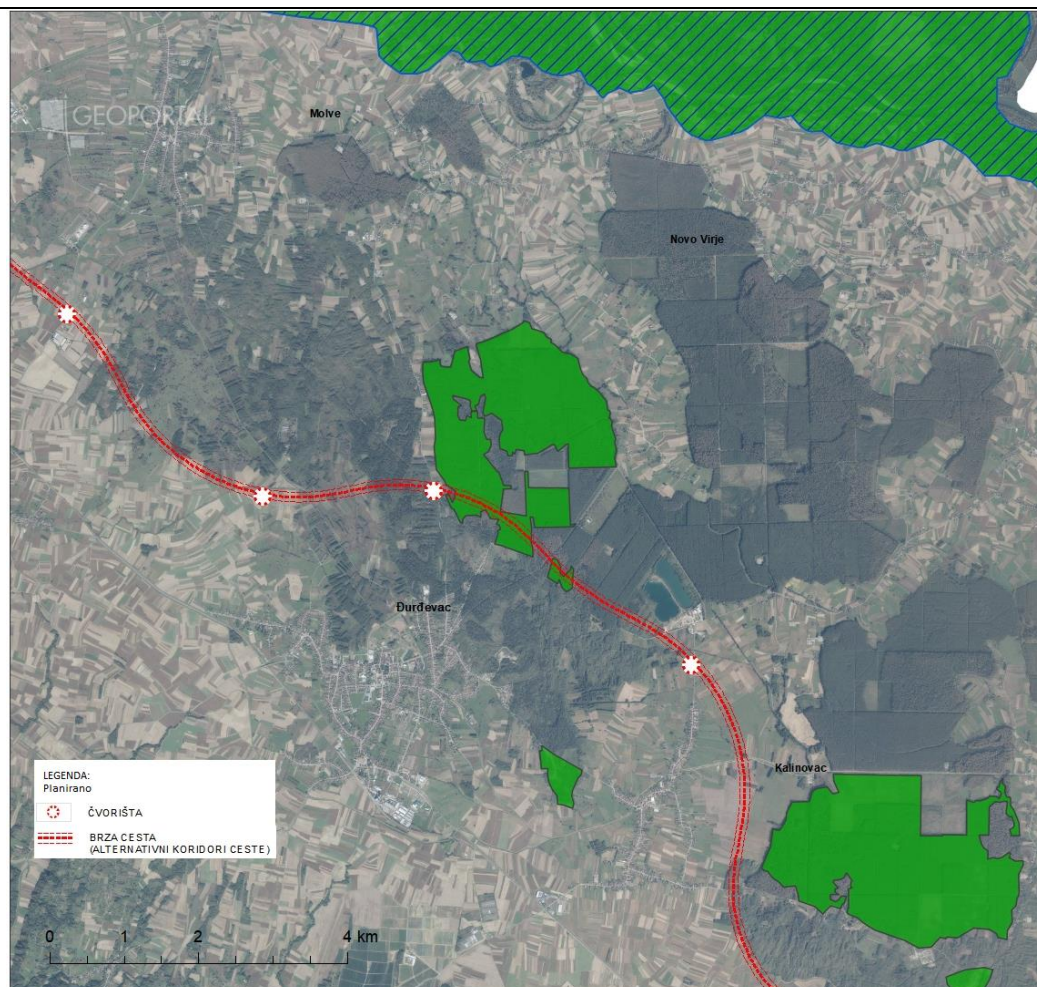 GEOPORTAL
Molve
Novo Virje
Đurđevac
Kalinovac
LEGENDA:
Planirano
ČVORIŠTA
BRZA CESTA
(ALTERNATIVNI KORIDORI CESTE)
0 1 2 4 km